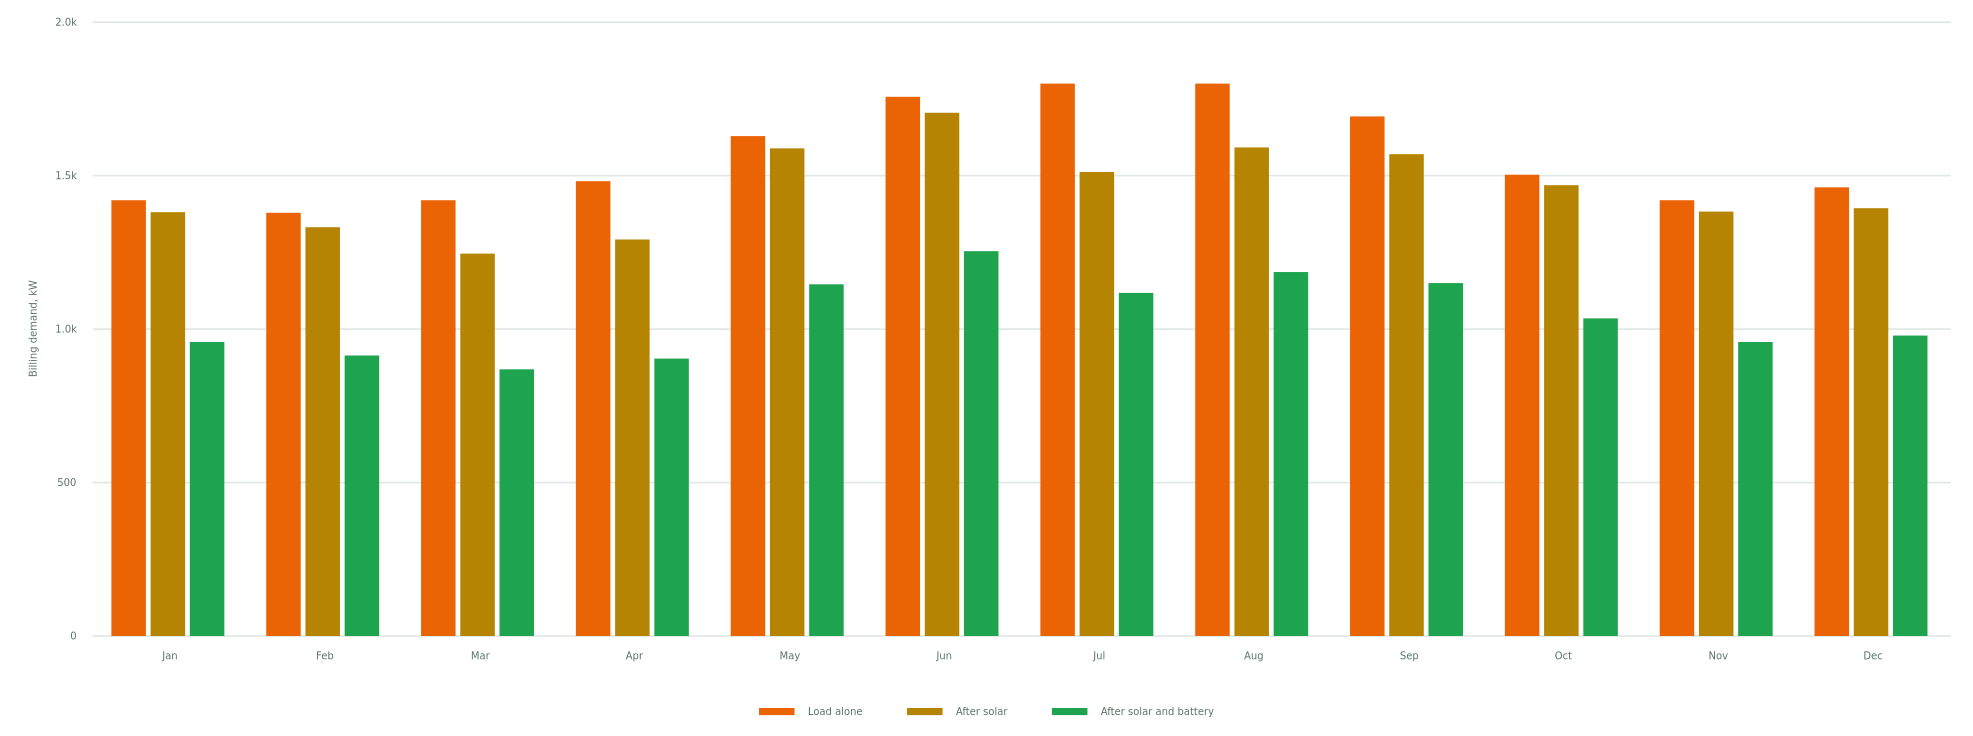 2.0k
1.5k
1.0k
500
0
Billing demand, kW
Jan Feb Mar Apr May Jun Jul Aug Sep Oct Nov Dec
Load alone After solar After solar and battery